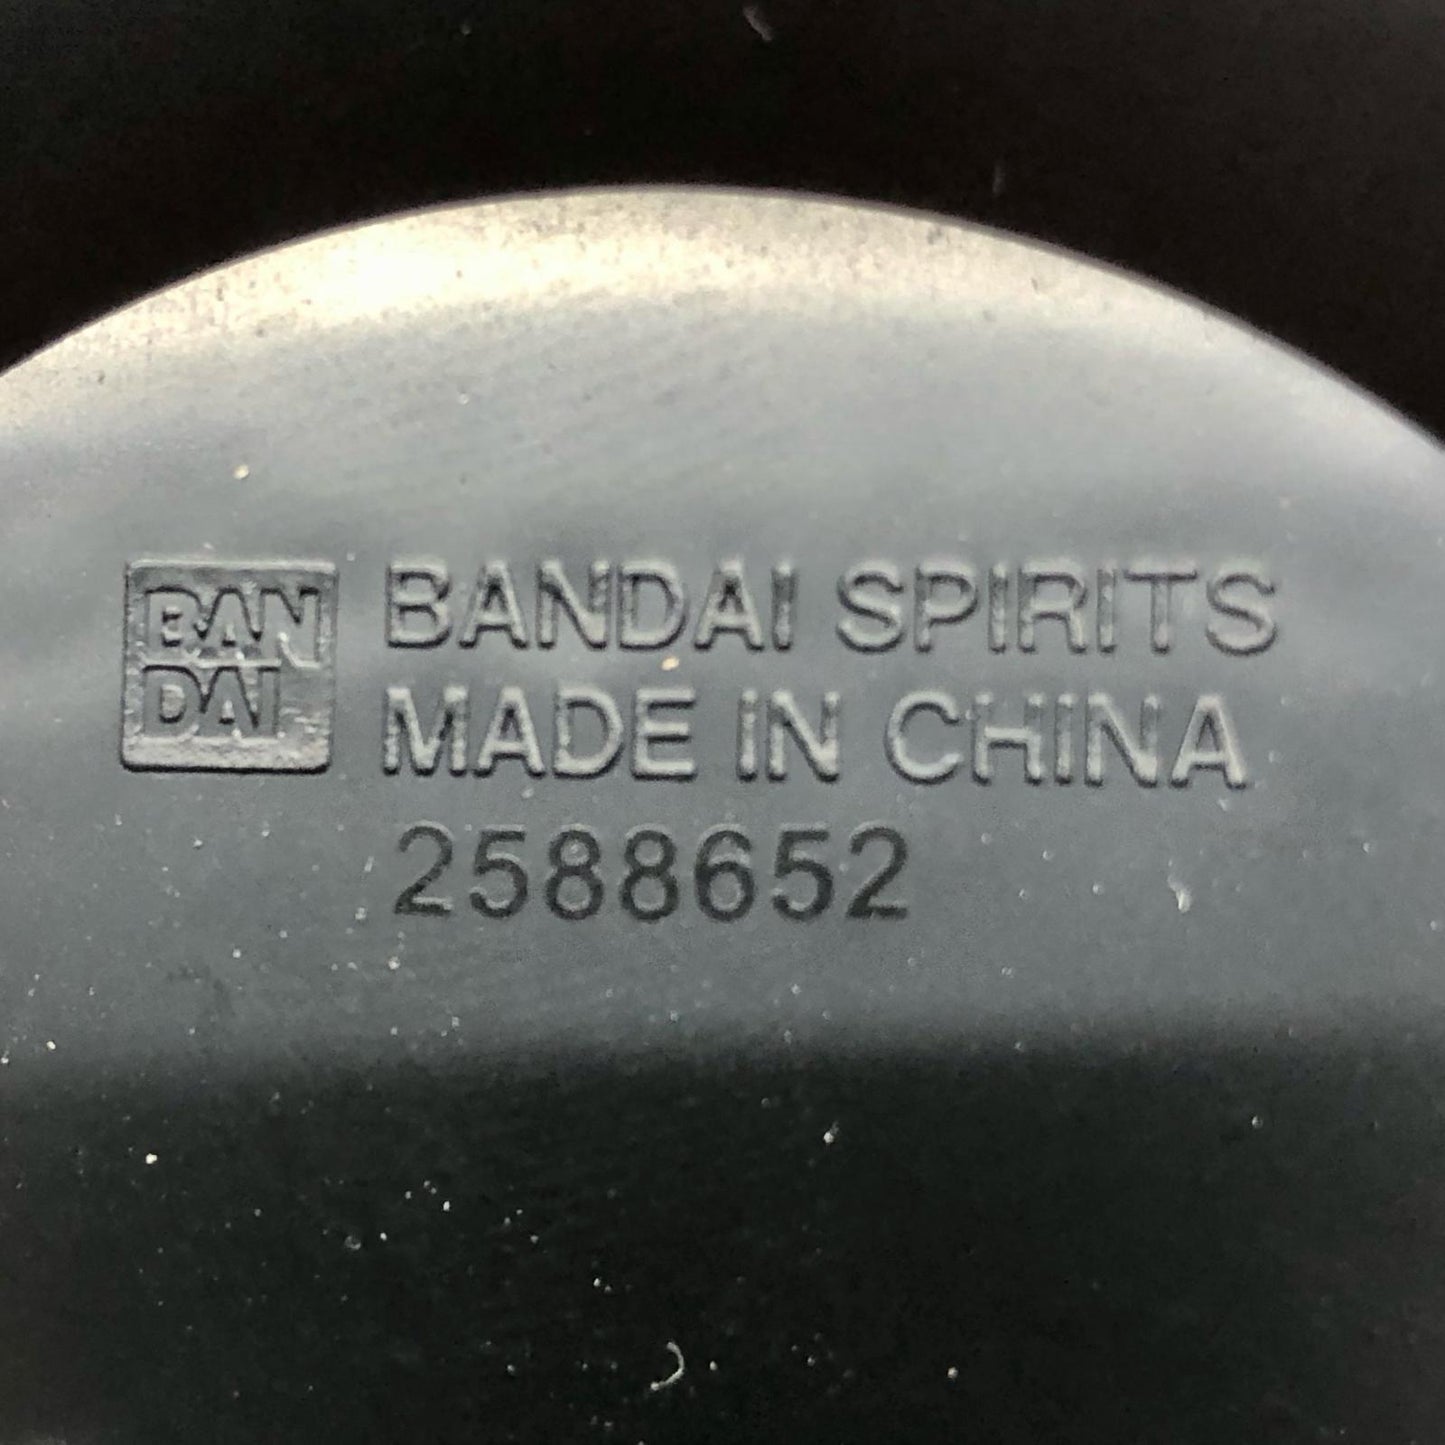 BAN
DAI
BANDAI SPIRITS
MADE IN CHINA
2588652